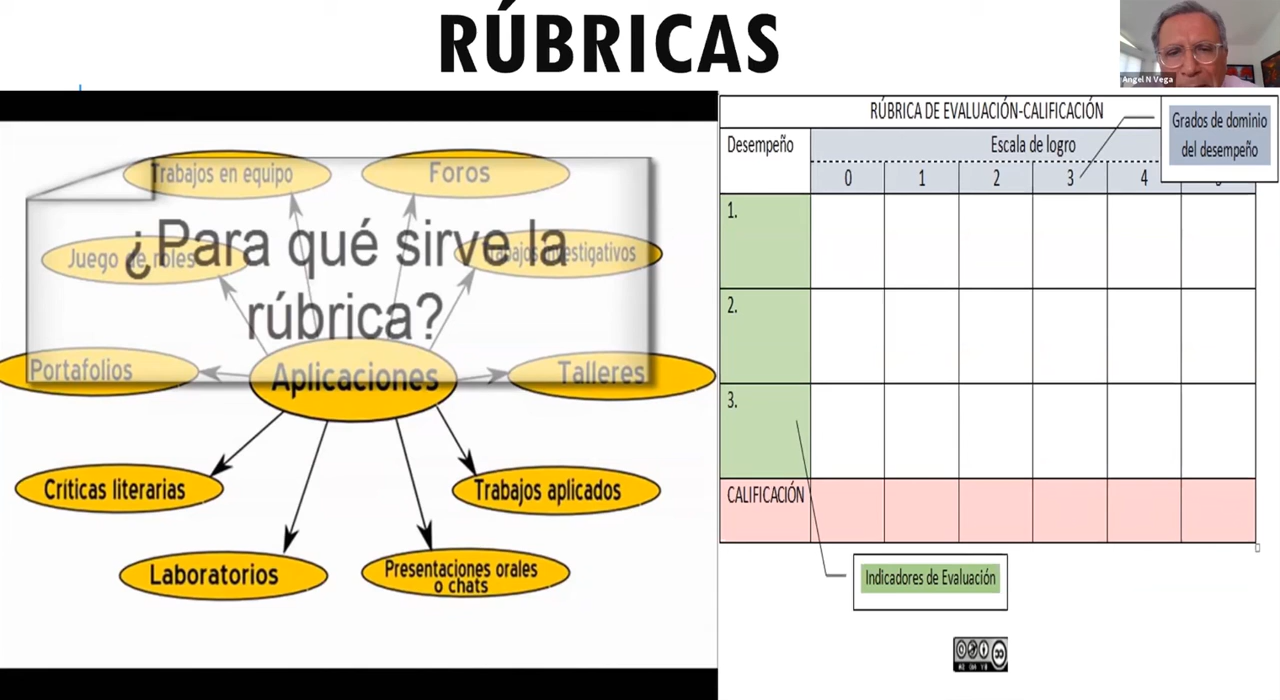 RÚBRICAS
Angel N Vega
Trabajos en equipo
Foros
¿Para qué sirve la
rúbrica?
Juego de roles
Trabajos investigativos
Portafolios
Aplicaciones
Talleres
Críticas literarias
Trabajos aplicados
Laboratorios
Presentaciones orales
o chats
RÚBRICA DE EVALUACIÓN-CALIFICACIÓN
Grados de dominio
del desempeño
Desempeño
Escala de logro
0 1 2 3 4
1.
2.
3.
CALIFICACIÓN
Indicadores de Evaluación